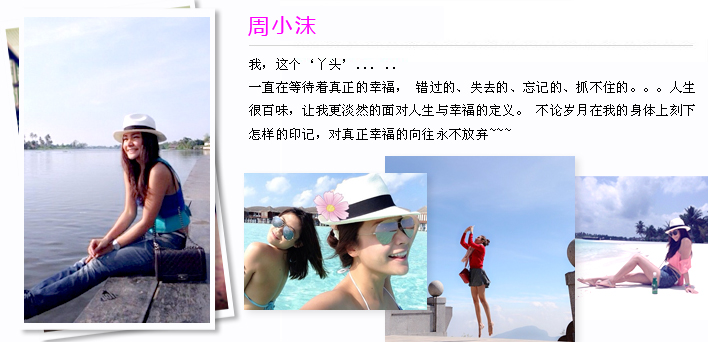 周小沫
我，这个‘丫头’... ..
一直在等待着真正的幸福， 错过的、失去的、忘记的、抓不住的。。。人生
很百味，让我更淡然的面对人生与幸福的定义。 不论岁月在我的身体上刻下
怎样的印记，对真正幸福的向往永不放弃~~~